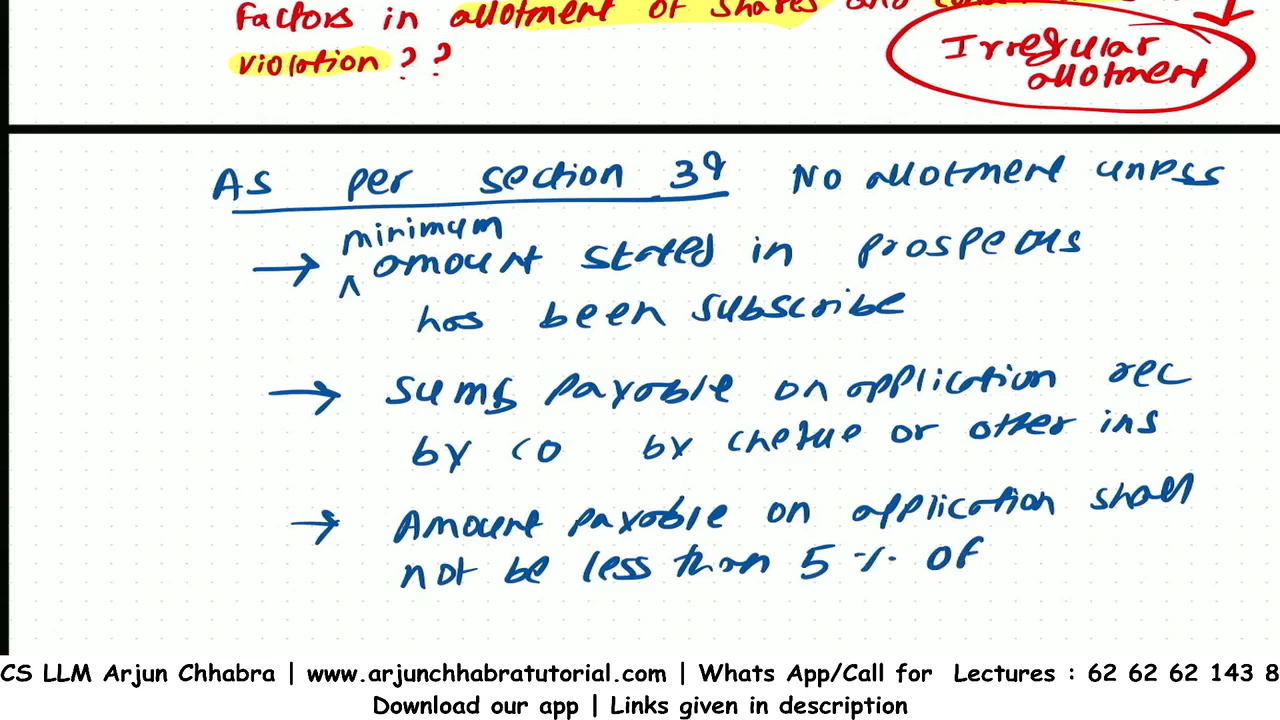 Factors in allotment of shares and
violation ? ?
Irregular
allotment
As per section 39 No allotment unless
minimum
→ ^ amount stated in prospectus
has been subscribe
→ sums payable on application rec
by co by cheque or other ins
→ Amount payable on application shall
not be less than 5 % of
CS LLM Arjun Chhabra | www.arjunchhabratutorial.com | Whats App/Call for Lectures : 62 62 62 143 8
Download our app | Links given in description